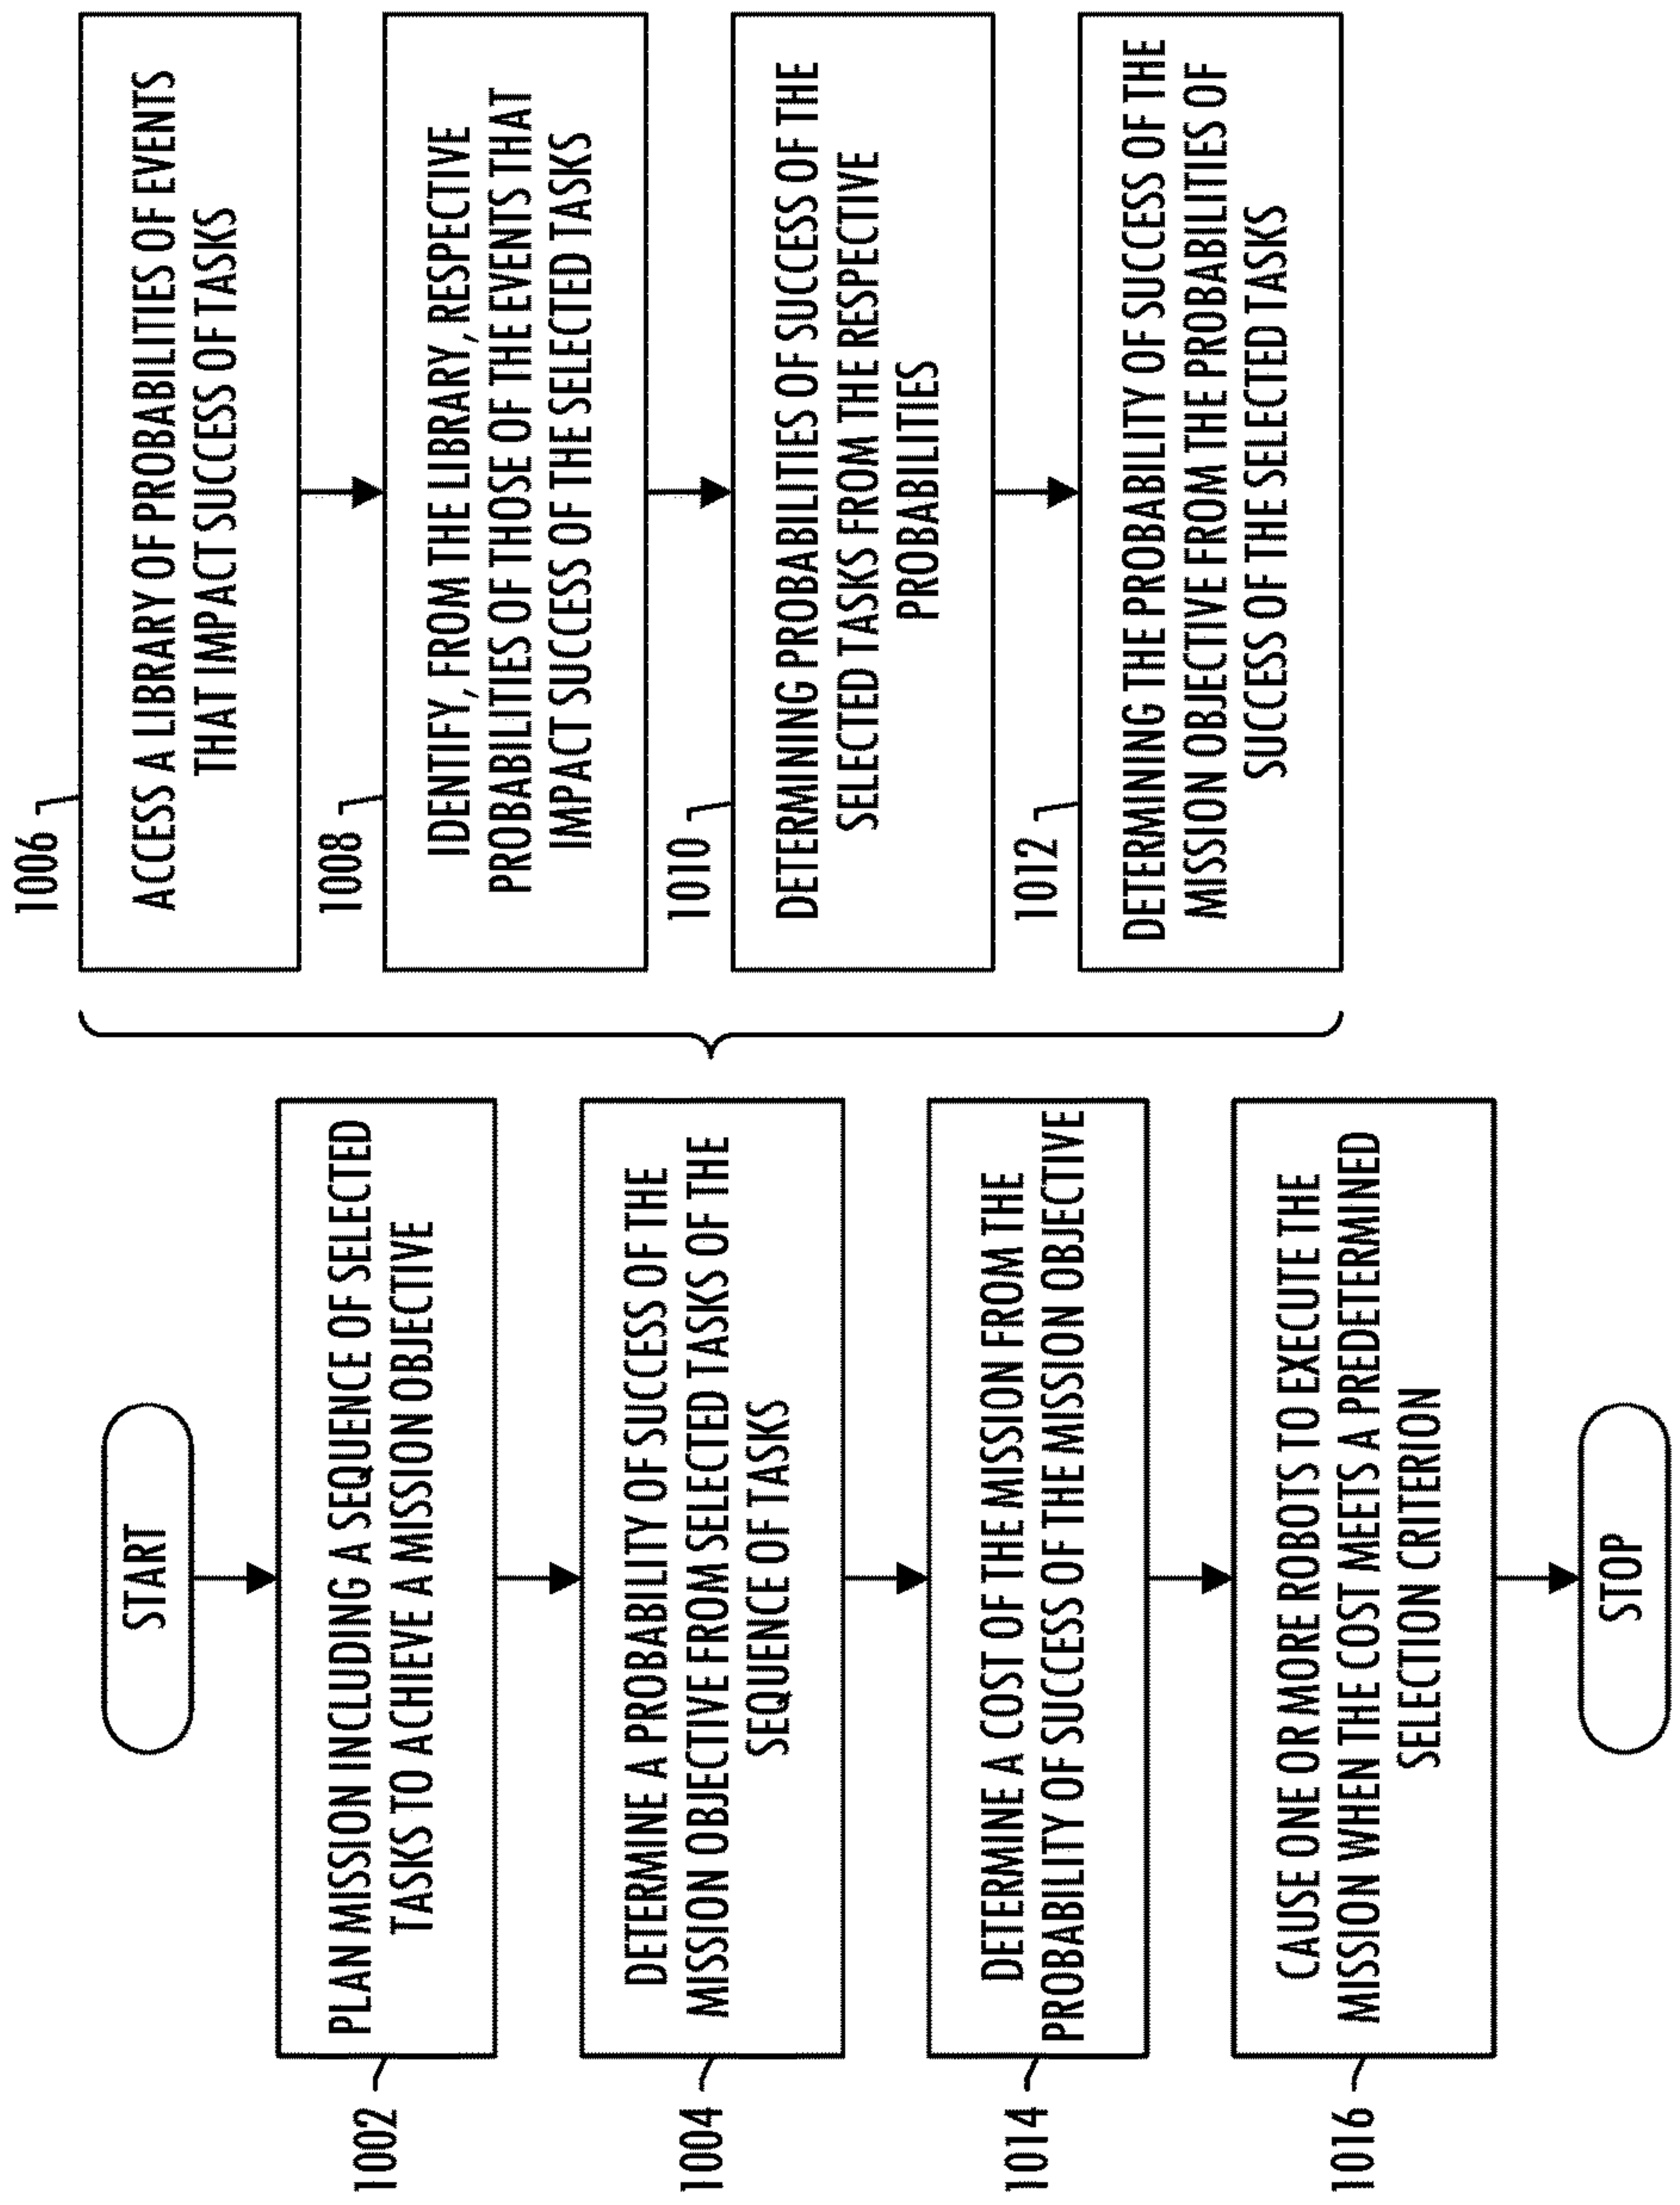 START
1002
PLAN MISSION INCLUDING A SEQUENCE OF SELECTED
TASKS TO ACHIEVE A MISSION OBJECTIVE
1004
DETERMINE A PROBABILITY OF SUCCESS OF THE
MISSION OBJECTIVE FROM SELECTED TASKS OF THE
SEQUENCE OF TASKS
1014
DETERMINE A COST OF THE MISSION FROM THE
PROBABILITY OF SUCCESS OF THE MISSION OBJECTIVE
1016
CAUSE ONE OR MORE ROBOTS TO EXECUTE THE
MISSION WHEN THE COST MEETS A PREDETERMINED
SELECTION CRITERION
STOP
1006
ACCESS A LIBRARY OF PROBABILITIES OF EVENTS
THAT IMPACT SUCCESS OF TASKS
1008
IDENTIFY, FROM THE LIBRARY, RESPECTIVE
PROBABILITIES OF THOSE OF THE EVENTS THAT
IMPACT SUCCESS OF THE SELECTED TASKS
1010
DETERMINING PROBABILITIES OF SUCCESS OF THE
SELECTED TASKS FROM THE RESPECTIVE
PROBABILITIES
1012
DETERMINING THE PROBABILITY OF SUCCESS OF THE
MISSION OBJECTIVE FROM THE PROBABILITIES OF
SUCCESS OF THE SELECTED TASKS